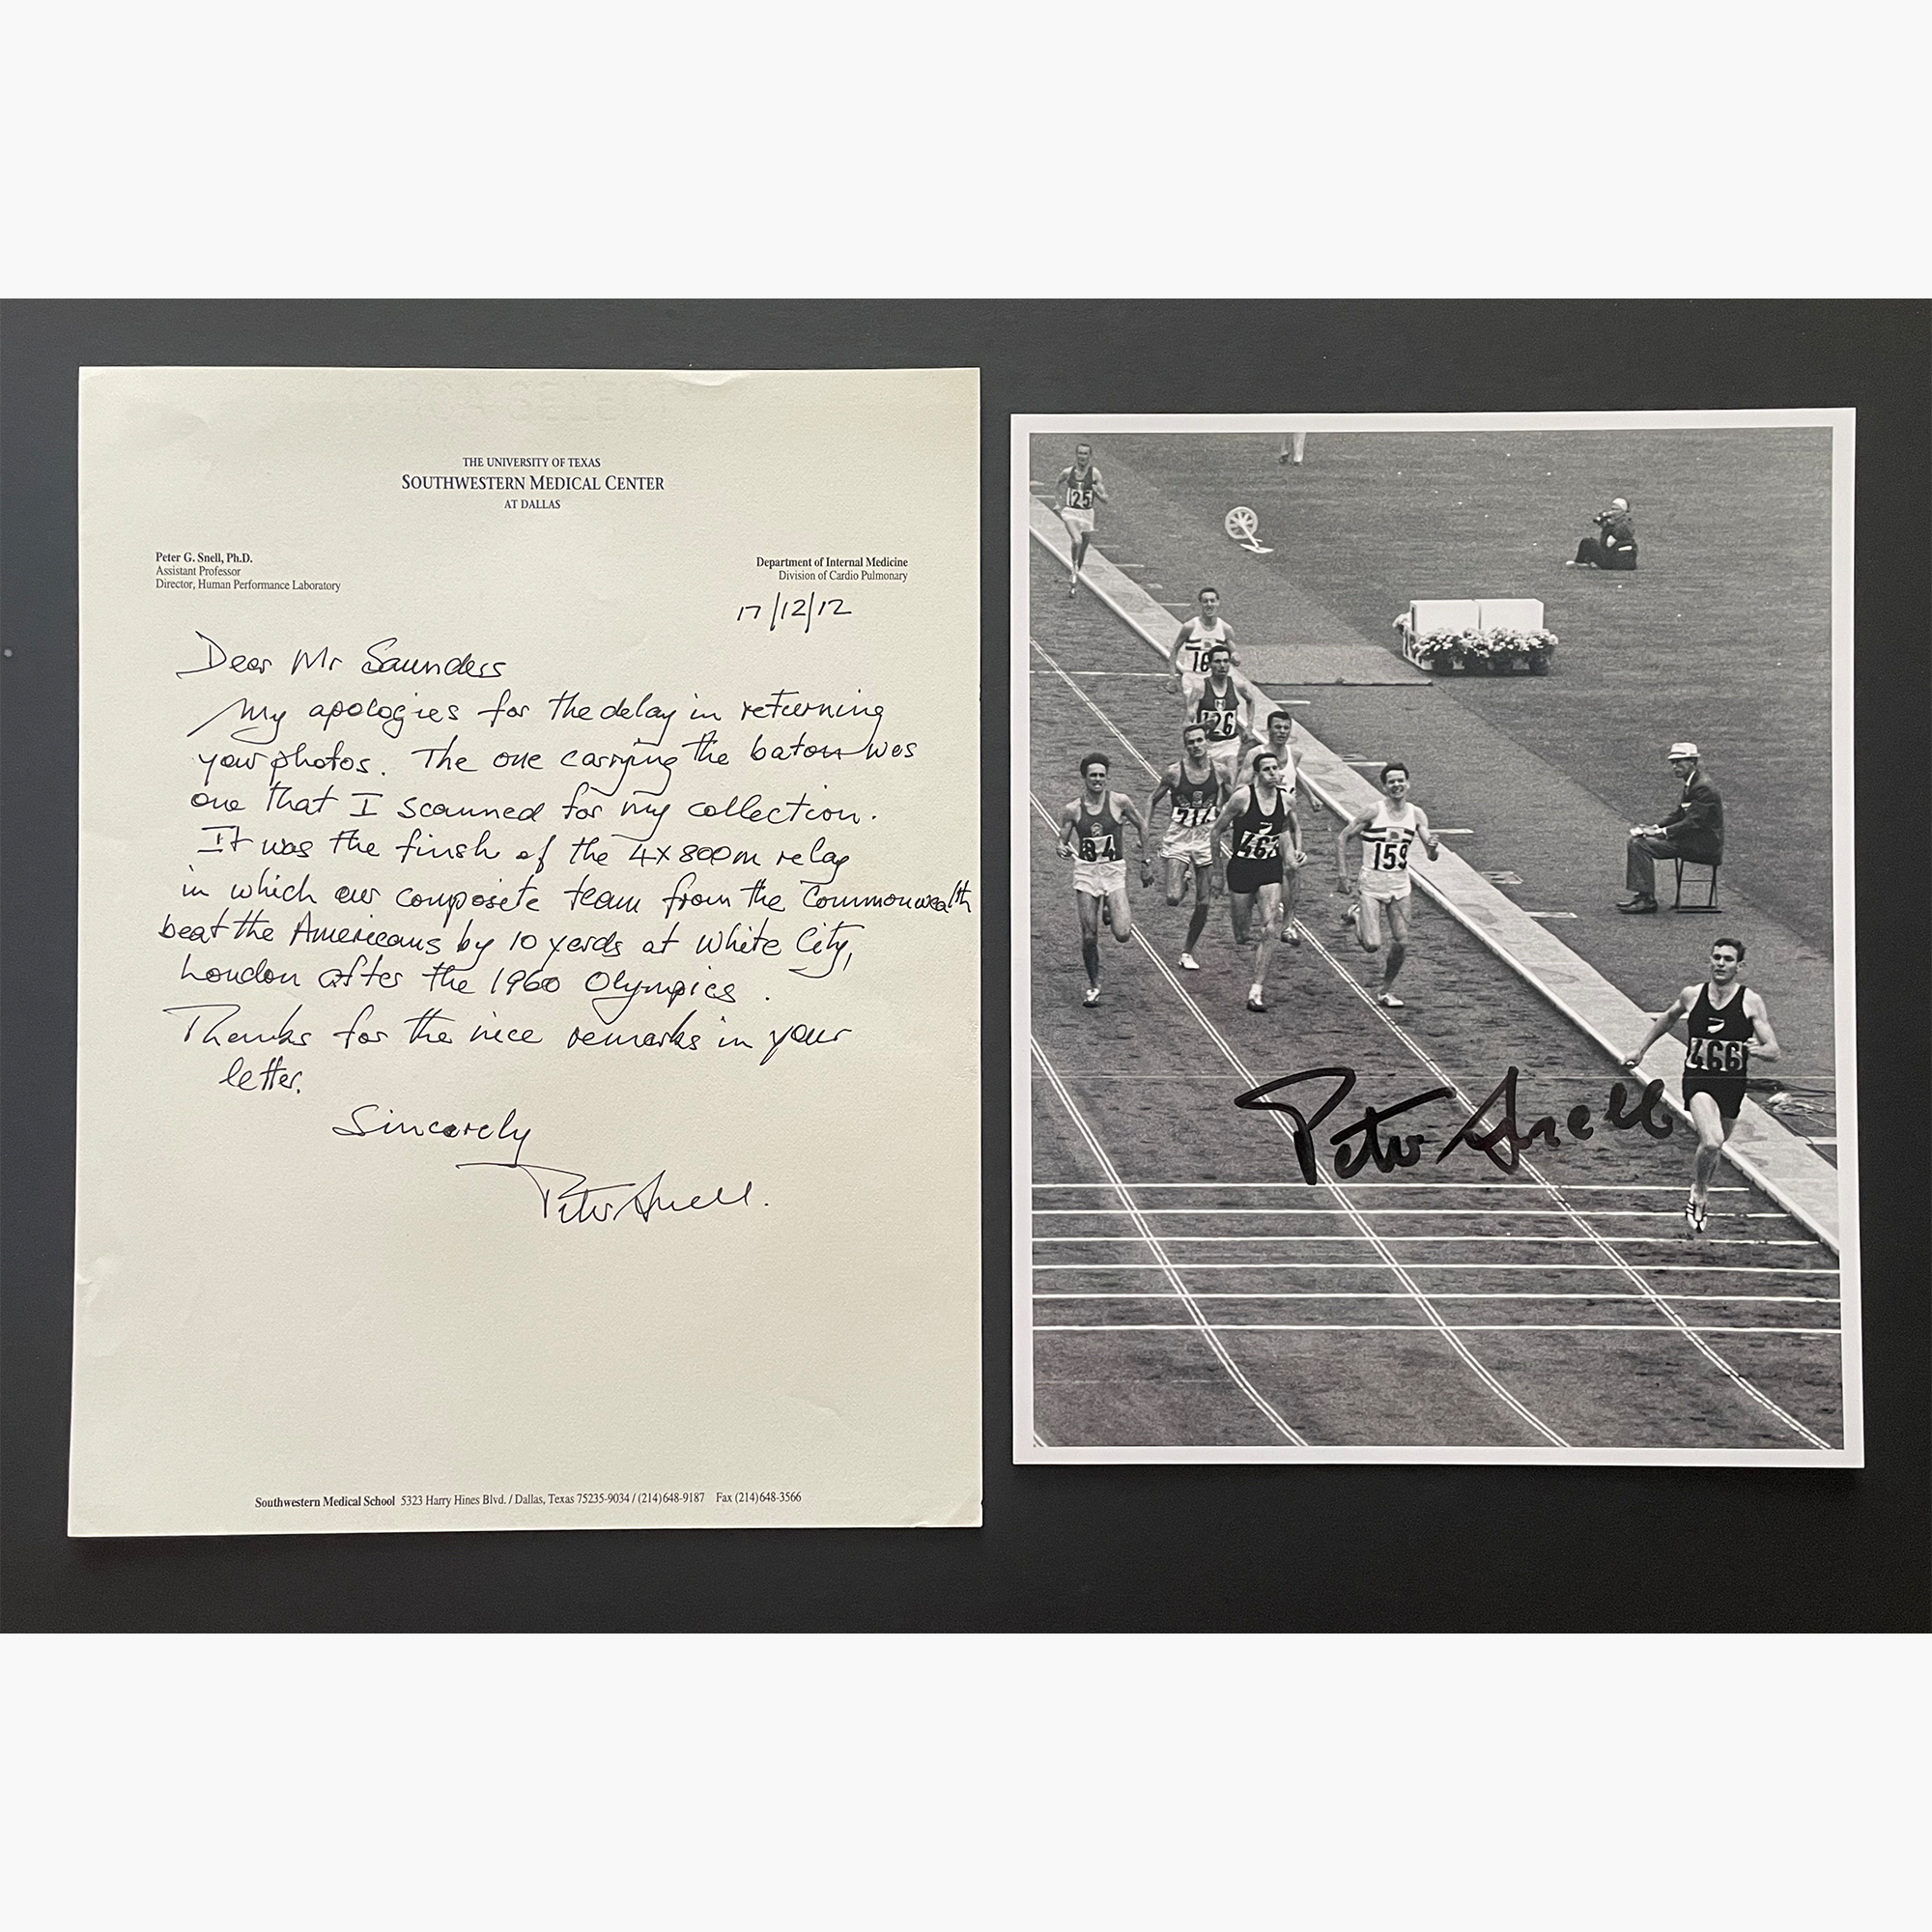 THE UNIVERSITY OF TEXAS
SOUTHWESTERN MEDICAL CENTER
AT DALLAS
Peter G. Snell, Ph.D.
Assistant Professor
Director, Human Performance Laboratory
Department of Internal Medicine
Division of Cardio Pulmonary
17/12/12
Dear Mr Saunders
My apologies for the delay in returning
your photos. The one carrying the baton was
one that I scanned for my collection.
It was the finish of the 4x800m relay
in which our composite team from the Commonwealth
beat the Americans by 10 yards at White City,
London after the 1960 Olympics.
Thanks for the nice remarks in your
letter.
Sincerely
Peter Snell.
Southwestern Medical School 5323 Harry Hines Blvd. / Dallas, Texas 75235-9034 / (214)648-9187 Fax (214)648-3566
126
84
714
159
466
Peter Snell